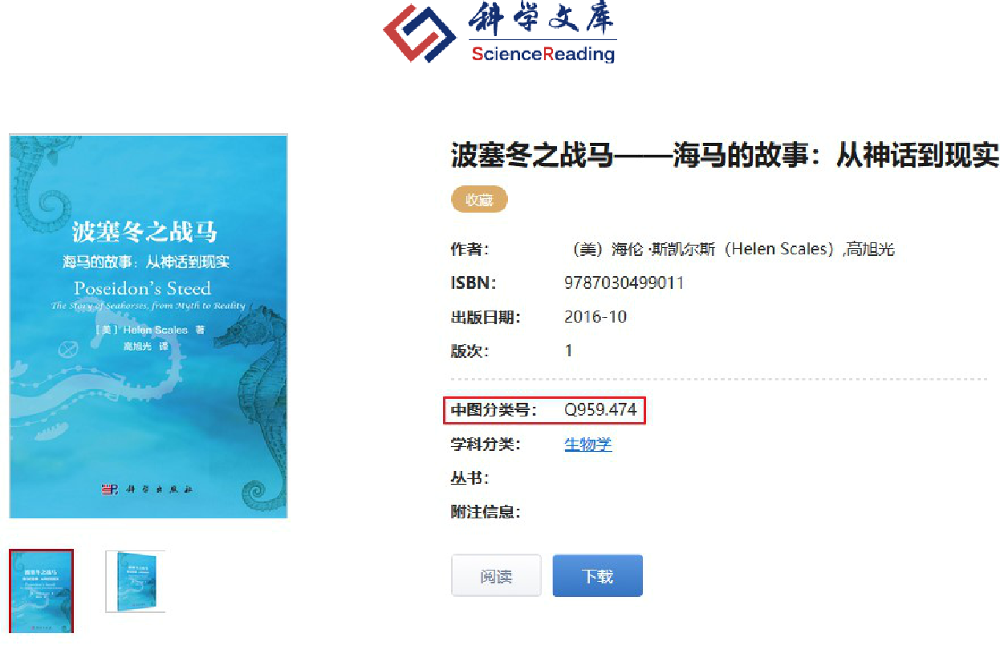 科学文库
ScienceReading
波塞冬之战马
海马的故事：从神话到现实
Poseidon's Steed
The Story of Seahorses, from Myth to Reality
［美］Helen Scales 著
高旭光 译
科学出版社
波塞冬之战马——海马的故事：从神话到现实
收藏
作者： （美）海伦·斯凯尔斯（Helen Scales）,高旭光
ISBN： 9787030499011
出版日期： 2016-10
版次： 1
中图分类号： Q959.474
学科分类： 生物学
丛书：
附注信息：
阅读 下载